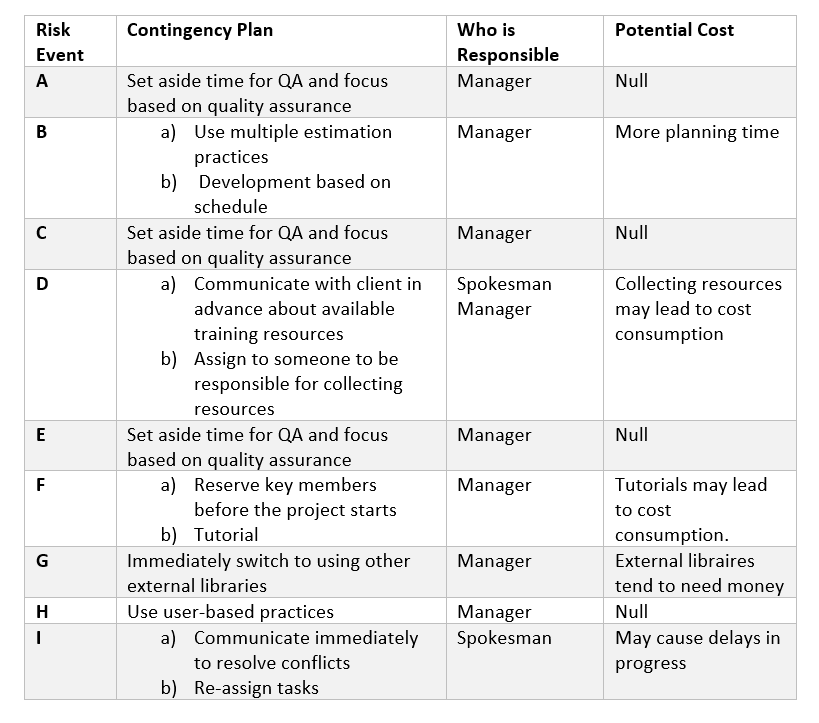 Risk Event Contingency Plan Who is Responsible Potential Cost
A Set aside time for QA and focus based on quality assurance Manager Null
B a) Use multiple estimation practices b) Development based on schedule Manager More planning time
C Set aside time for QA and focus based on quality assurance Manager Null
D a) Communicate with client in advance about available training resources b) Assign to someone to be responsible for collecting resources Spokesman Manager Collecting resources may lead to cost consumption
E Set aside time for QA and focus based on quality assurance Manager Null
F a) Reserve key members before the project starts b) Tutorial Manager Tutorials may lead to cost consumption.
G Immediately switch to using other external libraries Manager External libraires tend to need money
H Use user-based practices Manager Null
I a) Communicate immediately to resolve conflicts b) Re-assign tasks Spokesman May cause delays in progress